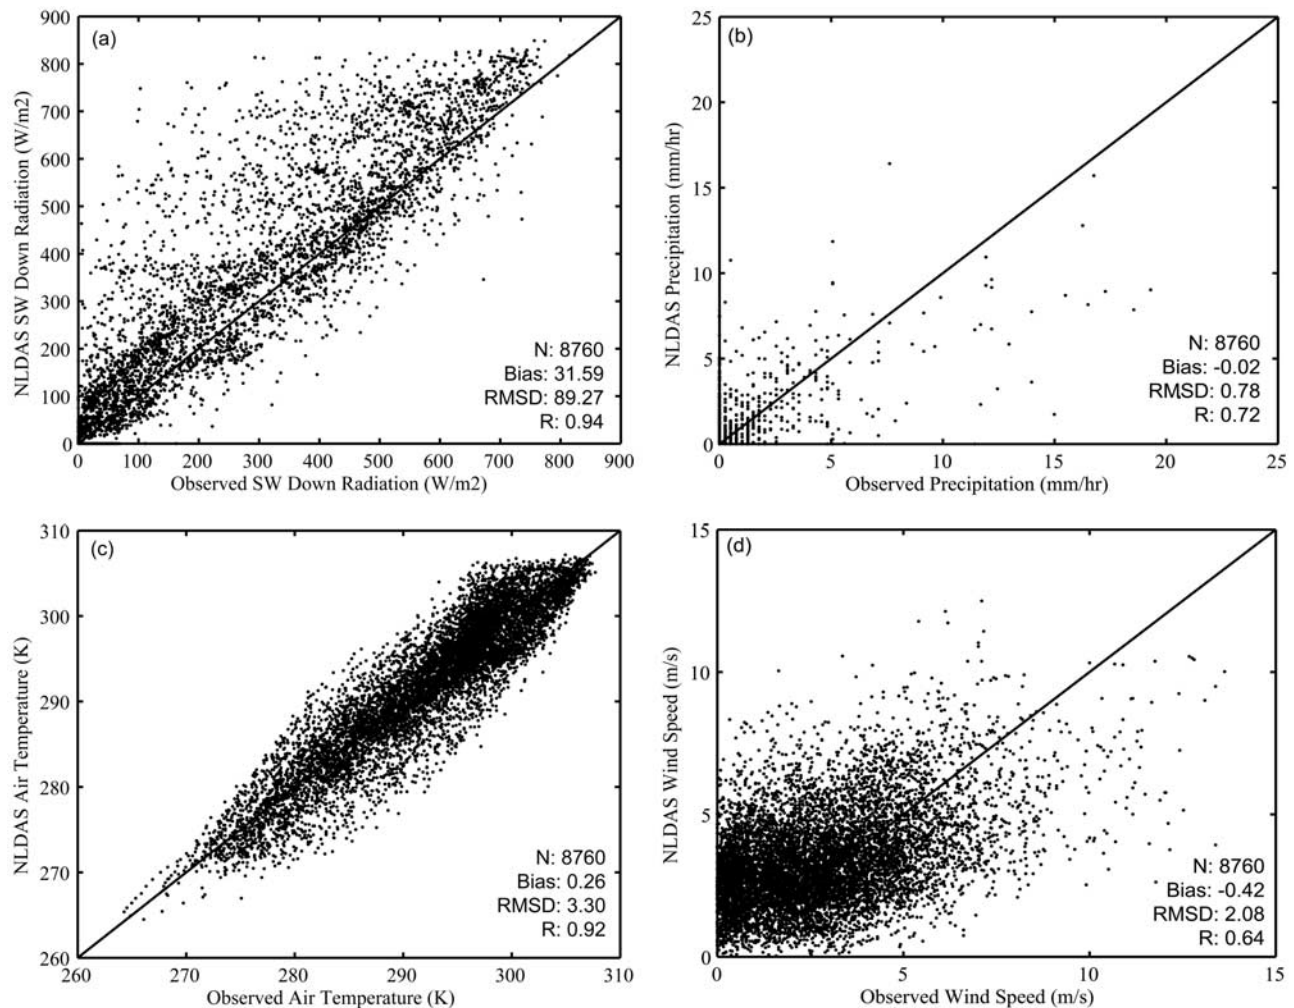 (a)
NLDAS SW Down Radiation (W/m2)
900
800
700
600
500
400
300
200
100
0
N: 8760
Bias: 31.59
RMSD: 89.27
R: 0.94
0 100 200 300 400 500 600 700 800 900
Observed SW Down Radiation (W/m2)
(b)
NLDAS Precipitation (mm/hr)
25
20
15
10
5
0
N: 8760
Bias: -0.02
RMSD: 0.78
R: 0.72
0 5 10 15 20 25
Observed Precipitation (mm/hr)
(c)
NLDAS Air Temperature (K)
310
300
290
280
270
260
N: 8760
Bias: 0.26
RMSD: 3.30
R: 0.92
260 270 280 290 300 310
Observed Air Temperature (K)
(d)
NLDAS Wind Speed (m/s)
15
10
5
0
N: 8760
Bias: -0.42
RMSD: 2.08
R: 0.64
0 5 10 15
Observed Wind Speed (m/s)